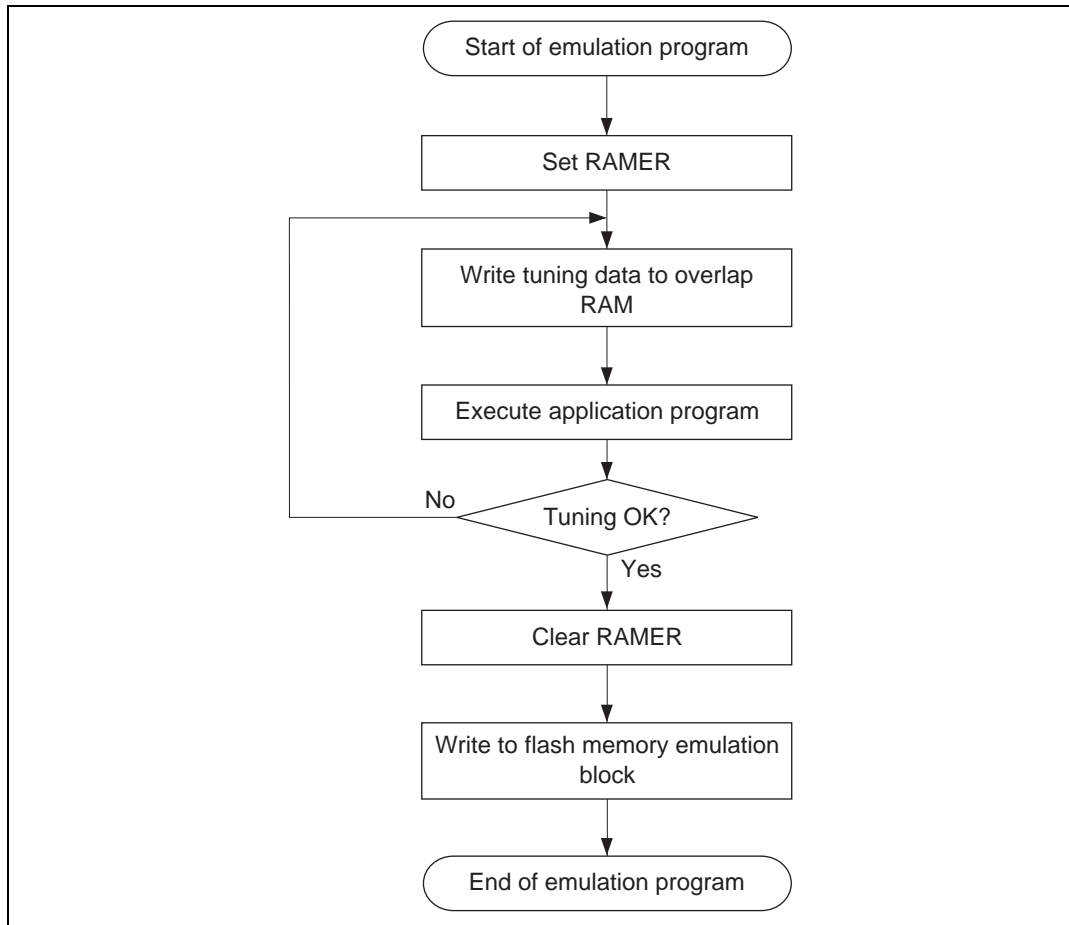 Start of emulation program
Set RAMER
Write tuning data to overlap
RAM
Execute application program
No
Tuning OK?
Yes
Clear RAMER
Write to flash memory emulation
block
End of emulation program